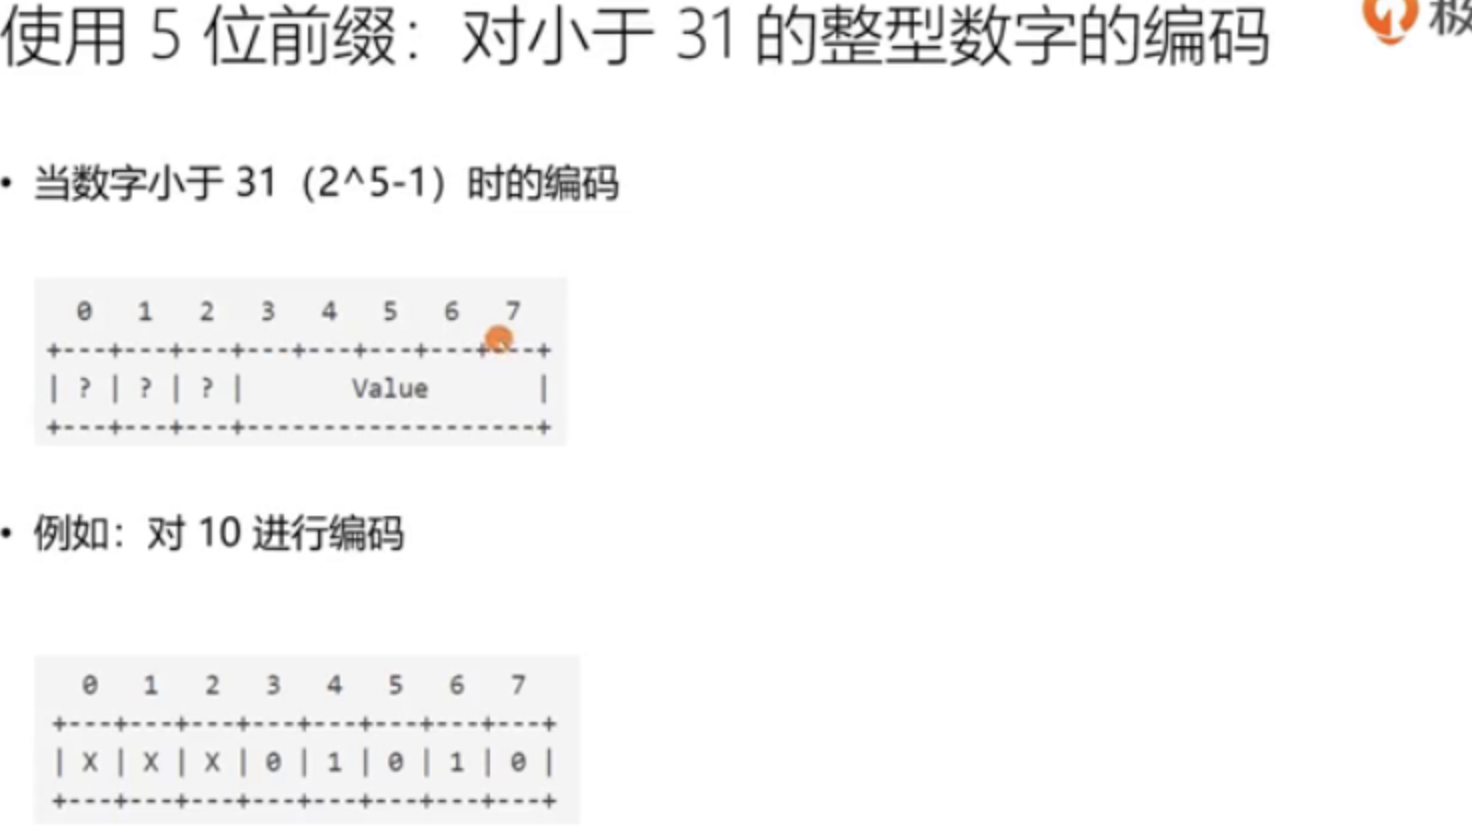 使用 5 位前缀：对小于 31 的整型数字的编码
极
• 当数字小于 31（2^5-1）时的编码
0 1 2 3 4 5 6 7
+---+---+---+---+---+---+---+---+
| ? | ? | ? | Value |
+---+---+---+-------------------+
• 例如：对 10 进行编码
0 1 2 3 4 5 6 7
+---+---+---+---+---+---+---+---+
| X | X | X | 0 | 1 | 0 | 1 | 0 |
+---+---+---+---+---+---+---+---+